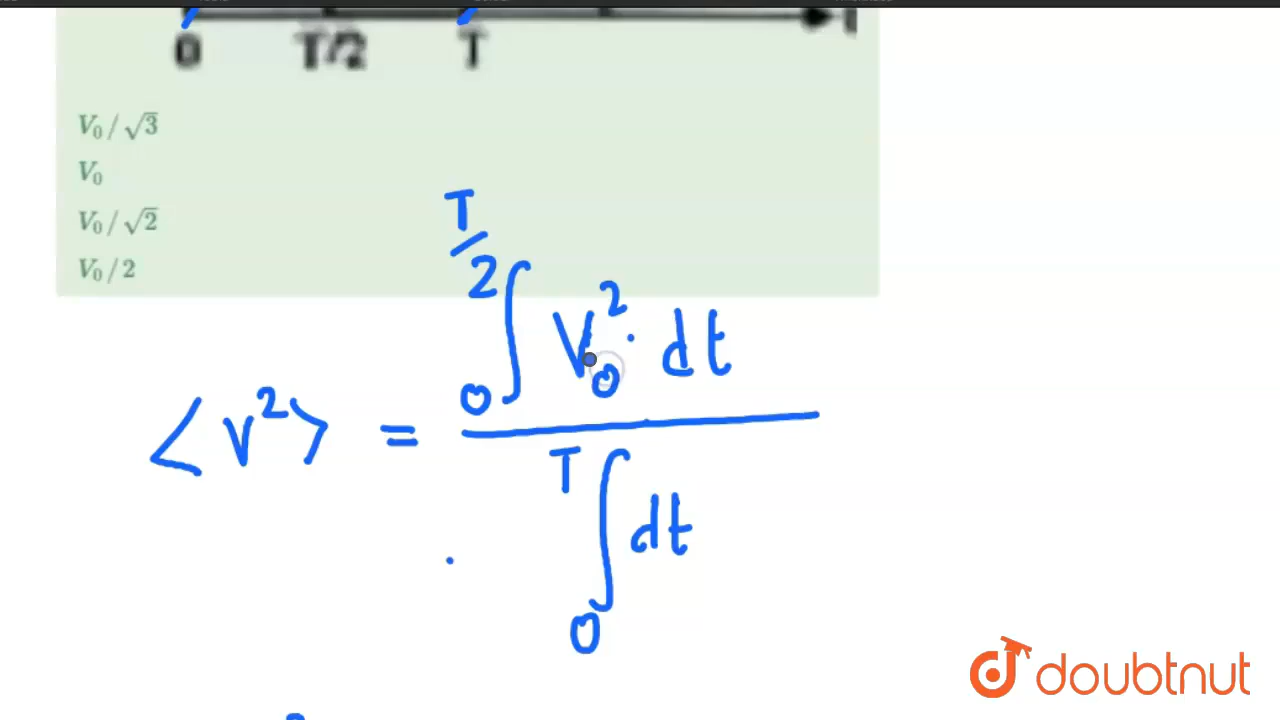 0 T/2 T
V₀ / √3
V₀
V₀ / √2
V₀ / 2
<v²> = ∫₀^(T/2) V₀² · dt / ∫₀^T dt
doubtnut